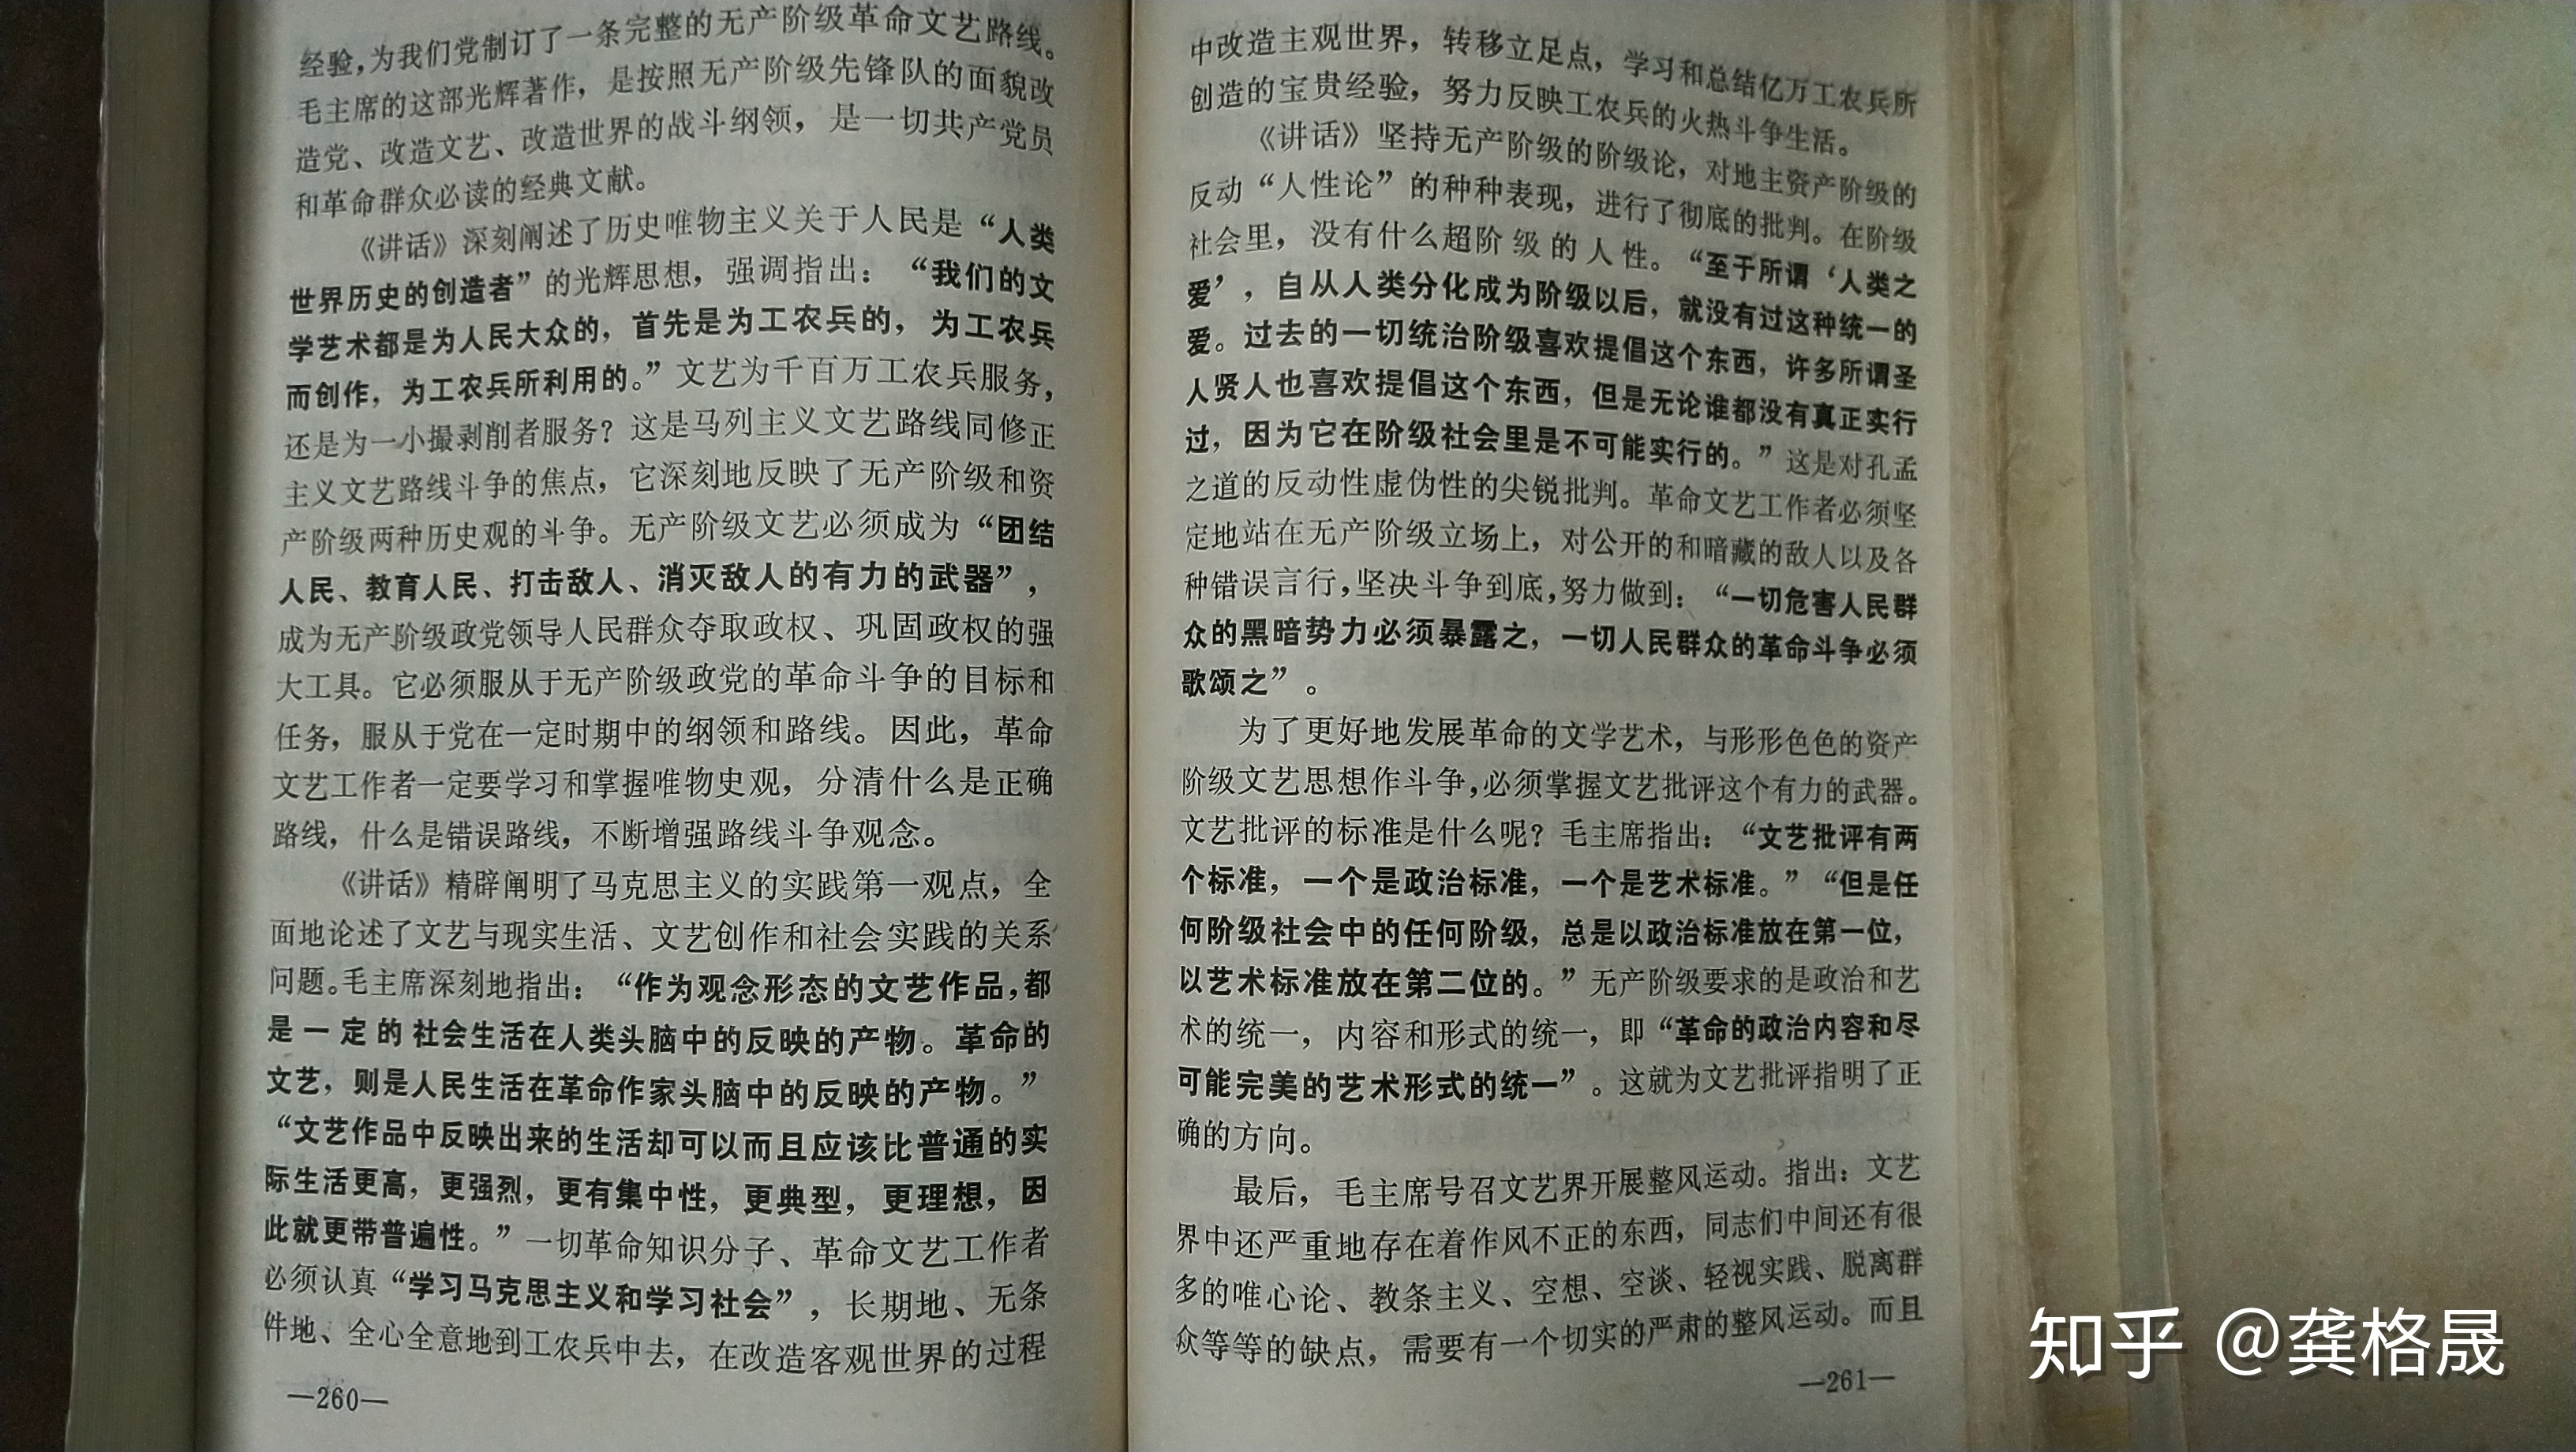 经验，为我们党制订了一条完整的无产阶级革命文艺路线。
毛主席的这部光辉著作，是按照无产阶级先锋队的面貌改
造党、改造文艺、改造世界的战斗纲领，是一切共产党员
和革命群众必读的经典文献。
《讲话》深刻阐述了历史唯物主义关于人民是“人类
世界历史的创造者”的光辉思想，强调指出：“我们的文
学艺术都是为人民大众的，首先是为工农兵的，为工农兵
而创作，为工农兵所利用的。”文艺为千百万工农兵服务，
还是为一小撮剥削者服务？这是马列主义文艺路线同修正
主义文艺路线斗争的焦点，它深刻地反映了无产阶级和资
产阶级两种历史观的斗争。无产阶级文艺必须成为“团结
人民、教育人民、打击敌人、消灭敌人的有力的武器”，
成为无产阶级政党领导人民群众夺取政权、巩固政权的强
大工具。它必须服从于无产阶级政党的革命斗争的目标和
任务，服从于党在一定时期中的纲领和路线。因此，革命
文艺工作者一定要学习和掌握唯物史观，分清什么是正确
路线，什么是错误路线，不断增强路线斗争观念。
《讲话》精辟阐明了马克思主义的实践第一观点，全
面地论述了文艺与现实生活、文艺创作和社会实践的关系
问题。毛主席深刻地指出：“作为观念形态的文艺作品，都
是一定的社会生活在人类头脑中的反映的产物。革命的
文艺，则是人民生活在革命作家头脑中的反映的产物。”
“文艺作品中反映出来的生活却可以而且应该比普通的实
际生活更高，更强烈，更有集中性，更典型，更理想，因
此就更带普遍性。”一切革命知识分子、革命文艺工作者
必须认真“学习马克思主义和学习社会”，长期地、无条
件地、全心全意地到工农兵中去，在改造客观世界的过程
—260—
中改造主观世界，转移立足点，学习和总结亿万工农兵所
创造的宝贵经验，努力反映工农兵的火热斗争生活。
《讲话》坚持无产阶级的阶级论，对地主资产阶级的
反动“人性论”的种种表现，进行了彻底的批判。在阶级
社会里，没有什么超阶级的人性。“至于所谓‘人类之
爱’，自从人类分化成为阶级以后，就没有过这种统一的
爱。过去的一切统治阶级喜欢提倡这个东西，许多所谓圣
人贤人也喜欢提倡这个东西，但是无论谁都没有真正实行
过，因为它在阶级社会里是不可能实行的。”这是对孔孟
之道的反动性虚伪性的尖锐批判。革命文艺工作者必须坚
定地站在无产阶级立场上，对公开的和暗藏的敌人以及各
种错误言行，坚决斗争到底，努力做到：“一切危害人民群
众的黑暗势力必须暴露之，一切人民群众的革命斗争必须
歌颂之”。
为了更好地发展革命的文学艺术，与形形色色的资产
阶级文艺思想作斗争，必须掌握文艺批评这个有力的武器。
文艺批评的标准是什么呢？毛主席指出：“文艺批评有两
个标准，一个是政治标准，一个是艺术标准。”“但是任
何阶级社会中的任何阶级，总是以政治标准放在第一位，
以艺术标准放在第二位的。”无产阶级要求的是政治和艺
术的统一，内容和形式的统一，即“革命的政治内容和尽
可能完美的艺术形式的统一”。这就为文艺批评指明了正
确的方向。
最后，毛主席号召文艺界开展整风运动。指出：文艺
界中还严重地存在着作风不正的东西，同志们中间还有很
多的唯心论、教条主义、空想、空谈、轻视实践、脱离群
众等等的缺点，需要有一个切实的严肃的整风运动。而且
—261—
知乎 @龚格晟